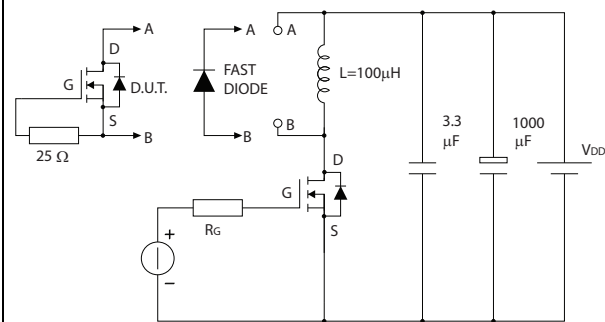 A
A
A
D
G
D.U.T.
FAST
DIODE
L=100µH
S
B
B
B
25 Ω
3.3
µF
1000
µF
VDD
D
G
RG
S
+
−